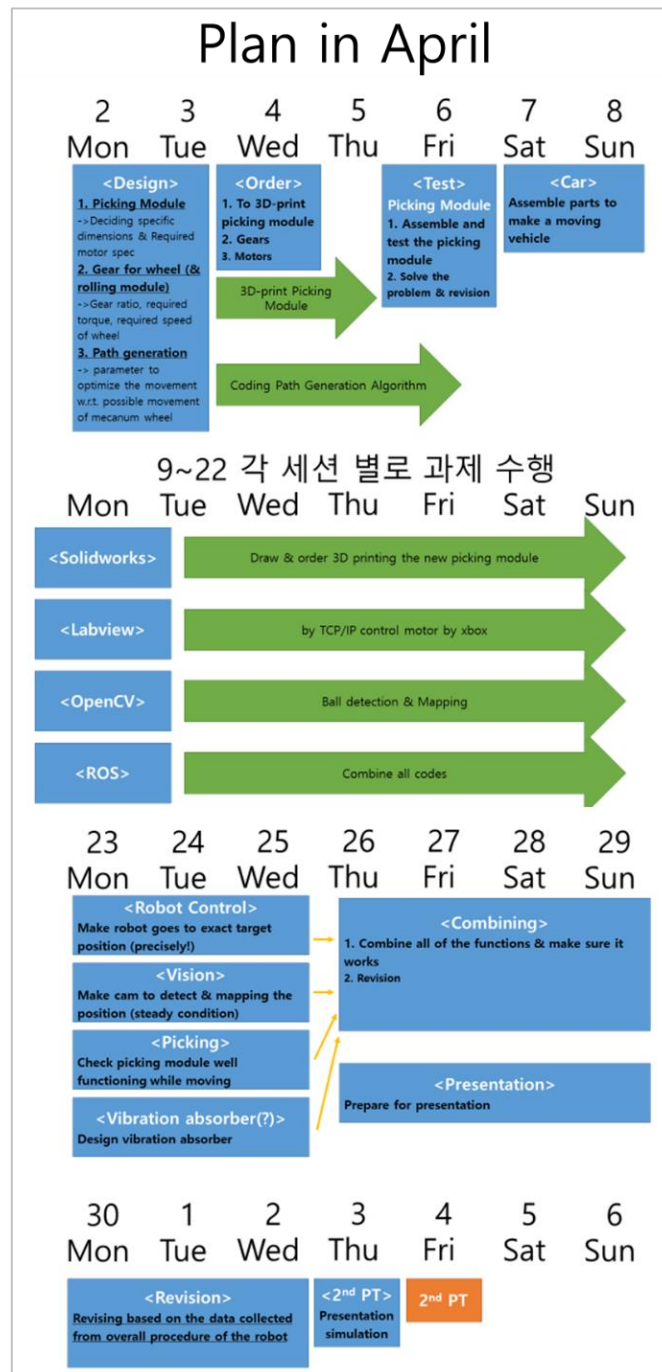 Plan in April
2 3 4 5 6 7 8
Mon Tue Wed Thu Fri Sat Sun
<Design>
1. Picking Module
->Deciding specific
dimensions & Required
motor spec
2. Gear for wheel (&
rolling module)
->Gear ratio, required
torque, required speed
of wheel
3. Path generation
-> parameter to
optimize the movement
w.r.t. possible movement
of mecanum wheel
<Order>
1. To 3D-print
picking module
2. Gears
3. Motors
3D-print Picking
Module
Coding Path Generation Algorithm
<Test>
Picking Module
1. Assemble and
test the picking
module
2. Solve the
problem & revision
<Car>
Assemble parts to
make a moving
vehicle
9~22 각 세션 별로 과제 수행
Mon Tue Wed Thu Fri Sat Sun
<Solidworks>
Draw & order 3D printing the new picking module
<Labview>
by TCP/IP control motor by xbox
<OpenCV>
Ball detection & Mapping
<ROS>
Combine all codes
23 24 25 26 27 28 29
Mon Tue Wed Thu Fri Sat Sun
<Robot Control>
Make robot goes to exact target
position (precisely!)
<Vision>
Make cam to detect & mapping the
position (steady condition)
<Picking>
Check picking module well
functioning while moving
<Vibration absorber(?)>
Design vibration absorber
<Combining>
1. Combine all of the functions & make sure it
works
2. Revision
<Presentation>
Prepare for presentation
30 1 2 3 4 5 6
Mon Tue Wed Thu Fri Sat Sun
<Revision>
Revising based on the data collected
from overall procedure of the robot
<2nd PT>
Presentation
simulation
2nd PT